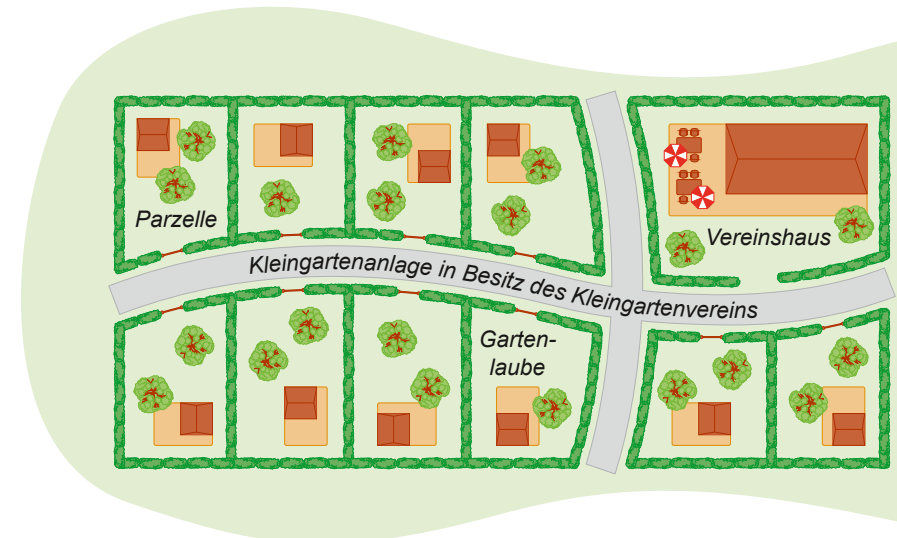 Parzelle
Vereinshaus
Kleingartenanlage in Besitz des Kleingartenvereins
Garten-
laube